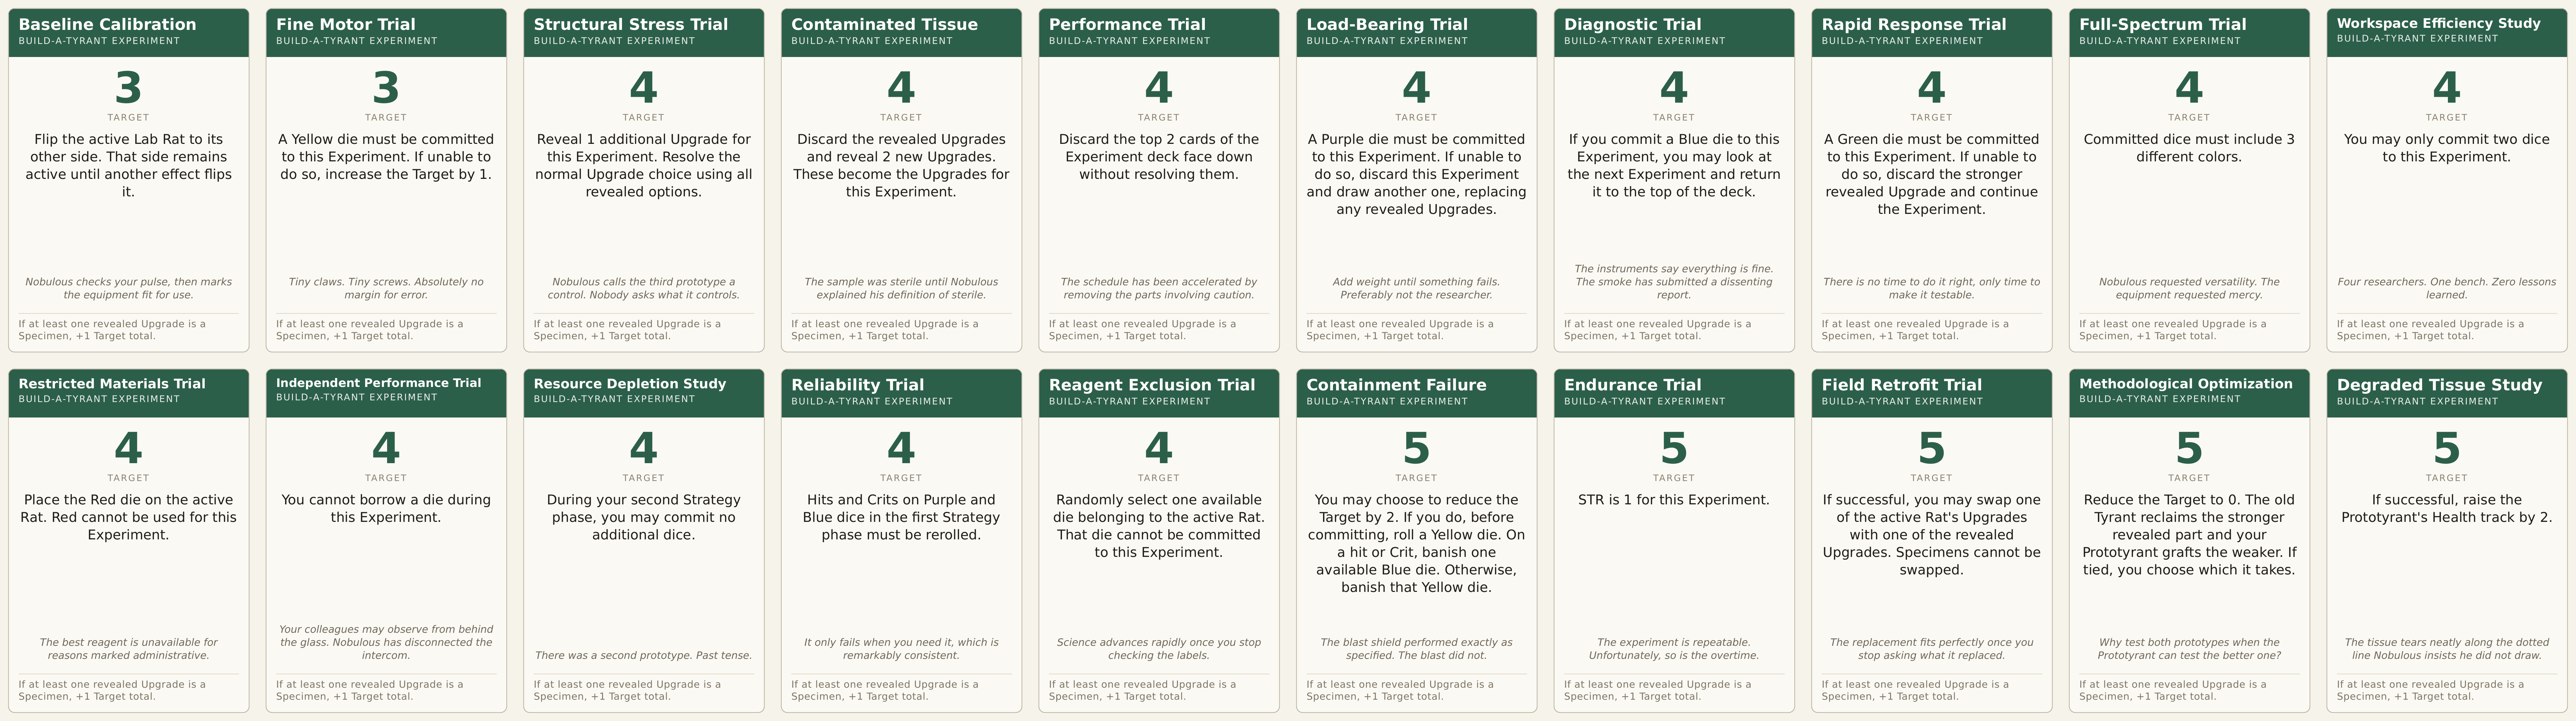 Baseline Calibration
BUILD-A-TYRANT EXPERIMENT
3
TARGET
Flip the active Lab Rat to its
other side. That side remains
active until another effect flips
it.
Nobulous checks your pulse, then marks
the equipment fit for use.
If at least one revealed Upgrade is a
Specimen, +1 Target total.
Fine Motor Trial
BUILD-A-TYRANT EXPERIMENT
3
TARGET
A Yellow die must be committed
to this Experiment. If unable to
do so, increase the Target by 1.
Tiny claws. Tiny screws. Absolutely no
margin for error.
If at least one revealed Upgrade is a
Specimen, +1 Target total.
Structural Stress Trial
BUILD-A-TYRANT EXPERIMENT
4
TARGET
Reveal 1 additional Upgrade for
this Experiment. Resolve the
normal Upgrade choice using all
revealed options.
Nobulous calls the third prototype a
control. Nobody asks what it controls.
If at least one revealed Upgrade is a
Specimen, +1 Target total.
Contaminated Tissue
BUILD-A-TYRANT EXPERIMENT
4
TARGET
Discard the revealed Upgrades
and reveal 2 new Upgrades.
These become the Upgrades for
this Experiment.
The sample was sterile until Nobulous
explained his definition of sterile.
If at least one revealed Upgrade is a
Specimen, +1 Target total.
Performance Trial
BUILD-A-TYRANT EXPERIMENT
4
TARGET
Discard the top 2 cards of the
Experiment deck face down
without resolving them.
The schedule has been accelerated by
removing the parts involving caution.
If at least one revealed Upgrade is a
Specimen, +1 Target total.
Load-Bearing Trial
BUILD-A-TYRANT EXPERIMENT
4
TARGET
A Purple die must be committed
to this Experiment. If unable to
do so, discard this Experiment
and draw another one, replacing
any revealed Upgrades.
Add weight until something fails.
Preferably not the researcher.
If at least one revealed Upgrade is a
Specimen, +1 Target total.
Diagnostic Trial
BUILD-A-TYRANT EXPERIMENT
4
TARGET
If you commit a Blue die to this
Experiment, you may look at
the next Experiment and return
it to the top of the deck.
The instruments say everything is fine.
The smoke has submitted a dissenting
report.
If at least one revealed Upgrade is a
Specimen, +1 Target total.
Rapid Response Trial
BUILD-A-TYRANT EXPERIMENT
4
TARGET
A Green die must be committed
to this Experiment. If unable to
do so, discard the stronger
revealed Upgrade and continue
the Experiment.
There is no time to do it right, only time to
make it testable.
If at least one revealed Upgrade is a
Specimen, +1 Target total.
Full-Spectrum Trial
BUILD-A-TYRANT EXPERIMENT
4
TARGET
Committed dice must include 3
different colors.
Nobulous requested versatility. The
equipment requested mercy.
If at least one revealed Upgrade is a
Specimen, +1 Target total.
Workspace Efficiency Study
BUILD-A-TYRANT EXPERIMENT
4
TARGET
You may only commit two dice
to this Experiment.
Four researchers. One bench. Zero lessons
learned.
If at least one revealed Upgrade is a
Specimen, +1 Target total.
Restricted Materials Trial
BUILD-A-TYRANT EXPERIMENT
4
TARGET
Place the Red die on the active
Rat. Red cannot be used for this
Experiment.
The best reagent is unavailable for
reasons marked administrative.
If at least one revealed Upgrade is a
Specimen, +1 Target total.
Independent Performance Trial
BUILD-A-TYRANT EXPERIMENT
4
TARGET
You cannot borrow a die during
this Experiment.
Your colleagues may observe from behind
the glass. Nobulous has disconnected the
intercom.
If at least one revealed Upgrade is a
Specimen, +1 Target total.
Resource Depletion Study
BUILD-A-TYRANT EXPERIMENT
4
TARGET
During your second Strategy
phase, you may commit no
additional dice.
There was a second prototype. Past tense.
If at least one revealed Upgrade is a
Specimen, +1 Target total.
Reliability Trial
BUILD-A-TYRANT EXPERIMENT
4
TARGET
Hits and Crits on Purple and
Blue dice in the first Strategy
phase must be rerolled.
It only fails when you need it, which is
remarkably consistent.
If at least one revealed Upgrade is a
Specimen, +1 Target total.
Reagent Exclusion Trial
BUILD-A-TYRANT EXPERIMENT
4
TARGET
Randomly select one available
die belonging to the active Rat.
That die cannot be committed
to this Experiment.
Science advances rapidly once you stop
checking the labels.
If at least one revealed Upgrade is a
Specimen, +1 Target total.
Containment Failure
BUILD-A-TYRANT EXPERIMENT
5
TARGET
You may choose to reduce the
Target by 2. If you do, before
committing, roll a Yellow die. On
a hit or Crit, banish one
available Blue die. Otherwise,
banish that Yellow die.
The blast shield performed exactly as
specified. The blast did not.
If at least one revealed Upgrade is a
Specimen, +1 Target total.
Endurance Trial
BUILD-A-TYRANT EXPERIMENT
5
TARGET
STR is 1 for this Experiment.
The experiment is repeatable.
Unfortunately, so is the overtime.
If at least one revealed Upgrade is a
Specimen, +1 Target total.
Field Retrofit Trial
BUILD-A-TYRANT EXPERIMENT
5
TARGET
If successful, you may swap one
of the active Rat's Upgrades
with one of the revealed
Upgrades. Specimens cannot be
swapped.
The replacement fits perfectly once you
stop asking what it replaced.
If at least one revealed Upgrade is a
Specimen, +1 Target total.
Methodological Optimization
BUILD-A-TYRANT EXPERIMENT
5
TARGET
Reduce the Target to 0. The old
Tyrant reclaims the stronger
revealed part and your
Prototyrant grafts the weaker. If
tied, you choose which it takes.
Why test both prototypes when the
Prototyrant can test the better one?
If at least one revealed Upgrade is a
Specimen, +1 Target total.
Degraded Tissue Study
BUILD-A-TYRANT EXPERIMENT
5
TARGET
If successful, raise the
Prototyrant's Health track by 2.
The tissue tears neatly along the dotted
line Nobulous insists he did not draw.
If at least one revealed Upgrade is a
Specimen, +1 Target total.